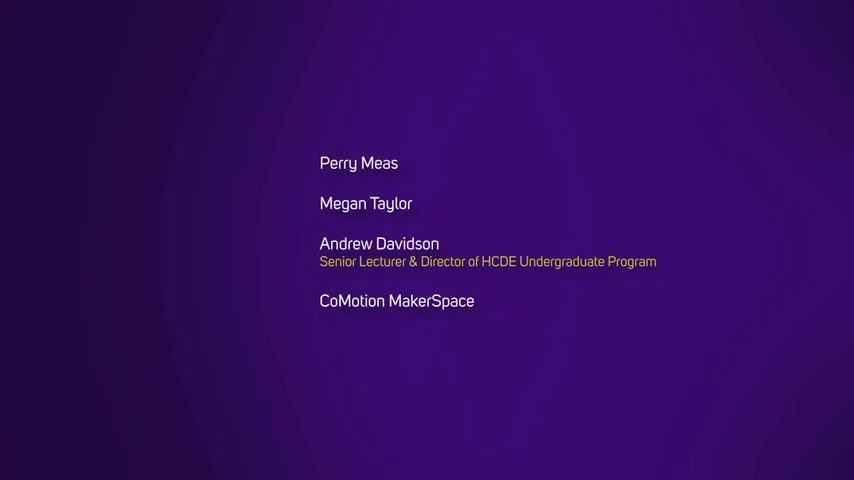 Perry Meas
Megan Taylor
Andrew Davidson
Senior Lecturer & Director of HCDE Undergraduate Program
CoMotion MakerSpace